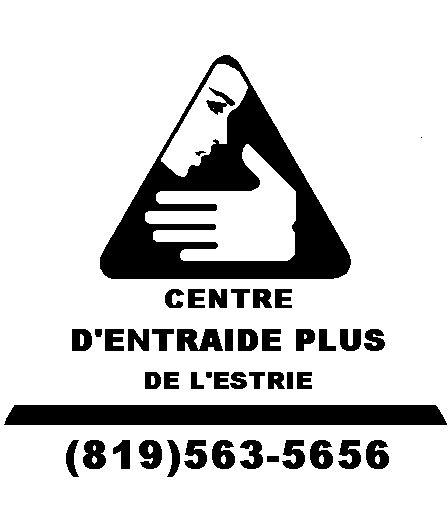 CENTRE
D'ENTRAIDE PLUS
DE L'ESTRIE
(819)563-5656